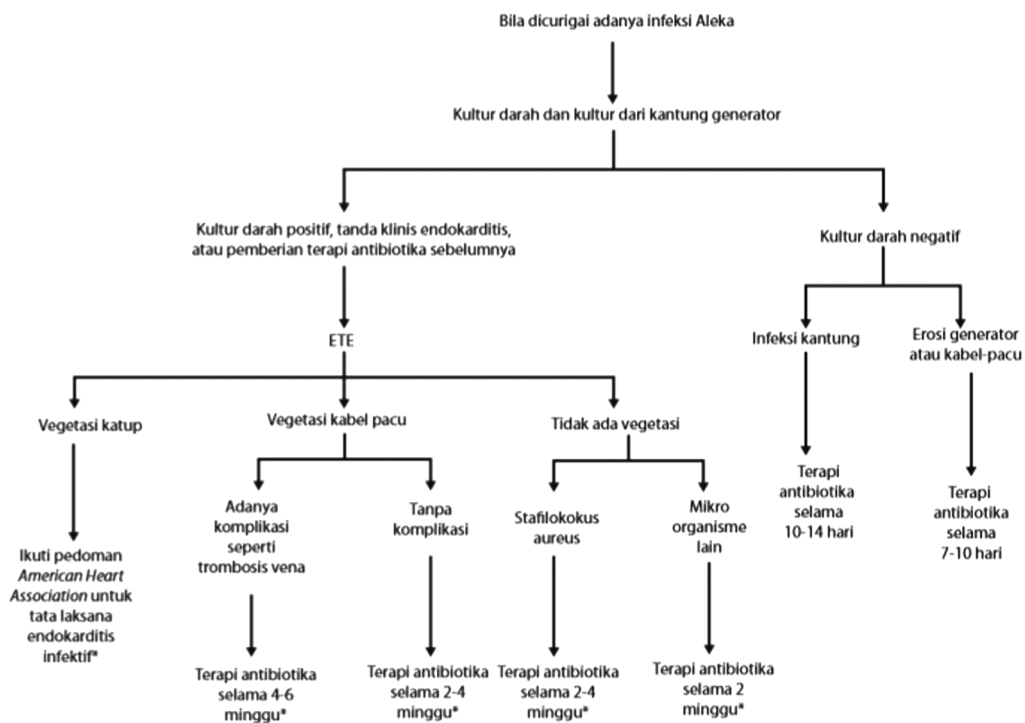 Bila dicurigai adanya infeksi Aleka
Kultur darah dan kultur dari kantung generator
Kultur darah positif, tanda klinis endokarditis,
atau pemberian terapi antibiotika sebelumnya
Kultur darah negatif
ETE
Infeksi kantung
Erosi generator
atau kabel-pacu
Vegetasi katup
Vegetasi kabel pacu
Tidak ada vegetasi
Terapi
antibiotika
selama
10-14 hari
Terapi
antibiotika
selama
7-10 hari
Adanya
komplikasi
seperti
trombosis vena
Tanpa
komplikasi
Stafilokokus
aureus
Mikro
organisme
lain
Ikuti pedoman
American Heart
Association untuk
tata laksana
endokarditis
infektif*
Terapi antibiotika
selama 4-6
minggu*
Terapi antibiotika
selama 2-4
minggu*
Terapi antibiotika
selama 2-4
minggu*
Terapi antibiotika
selama 2
minggu*